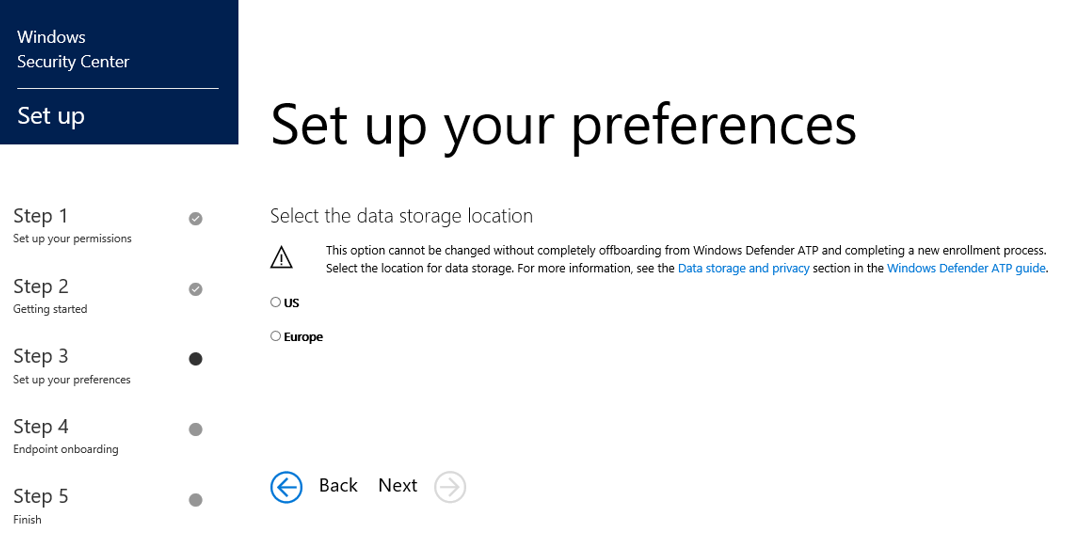 Windows
Security Center
Set up
Set up your preferences
Step 1
Set up your permissions
Step 2
Getting started
Step 3
Set up your preferences
Step 4
Endpoint onboarding
Step 5
Finish
Select the data storage location
This option cannot be changed without completely offboarding from Windows Defender ATP and completing a new enrollment process.
Select the location for data storage. For more information, see the Data storage and privacy section in the Windows Defender ATP guide.
US
Europe
Back Next